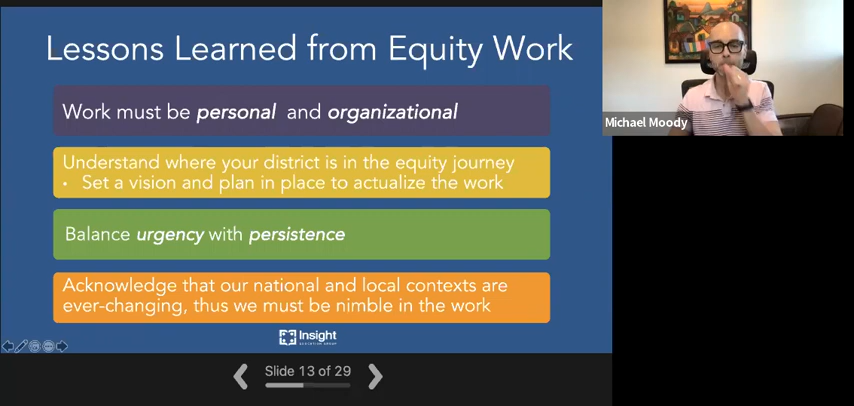 Lessons Learned from Equity Work
Work must be personal and organizational
Understand where your district is in the equity journey
• Set a vision and plan in place to actualize the work
Balance urgency with persistence
Acknowledge that our national and local contexts are
ever-changing, thus we must be nimble in the work
Insight
EDUCATION GROUP
Slide 13 of 29
Michael Moody